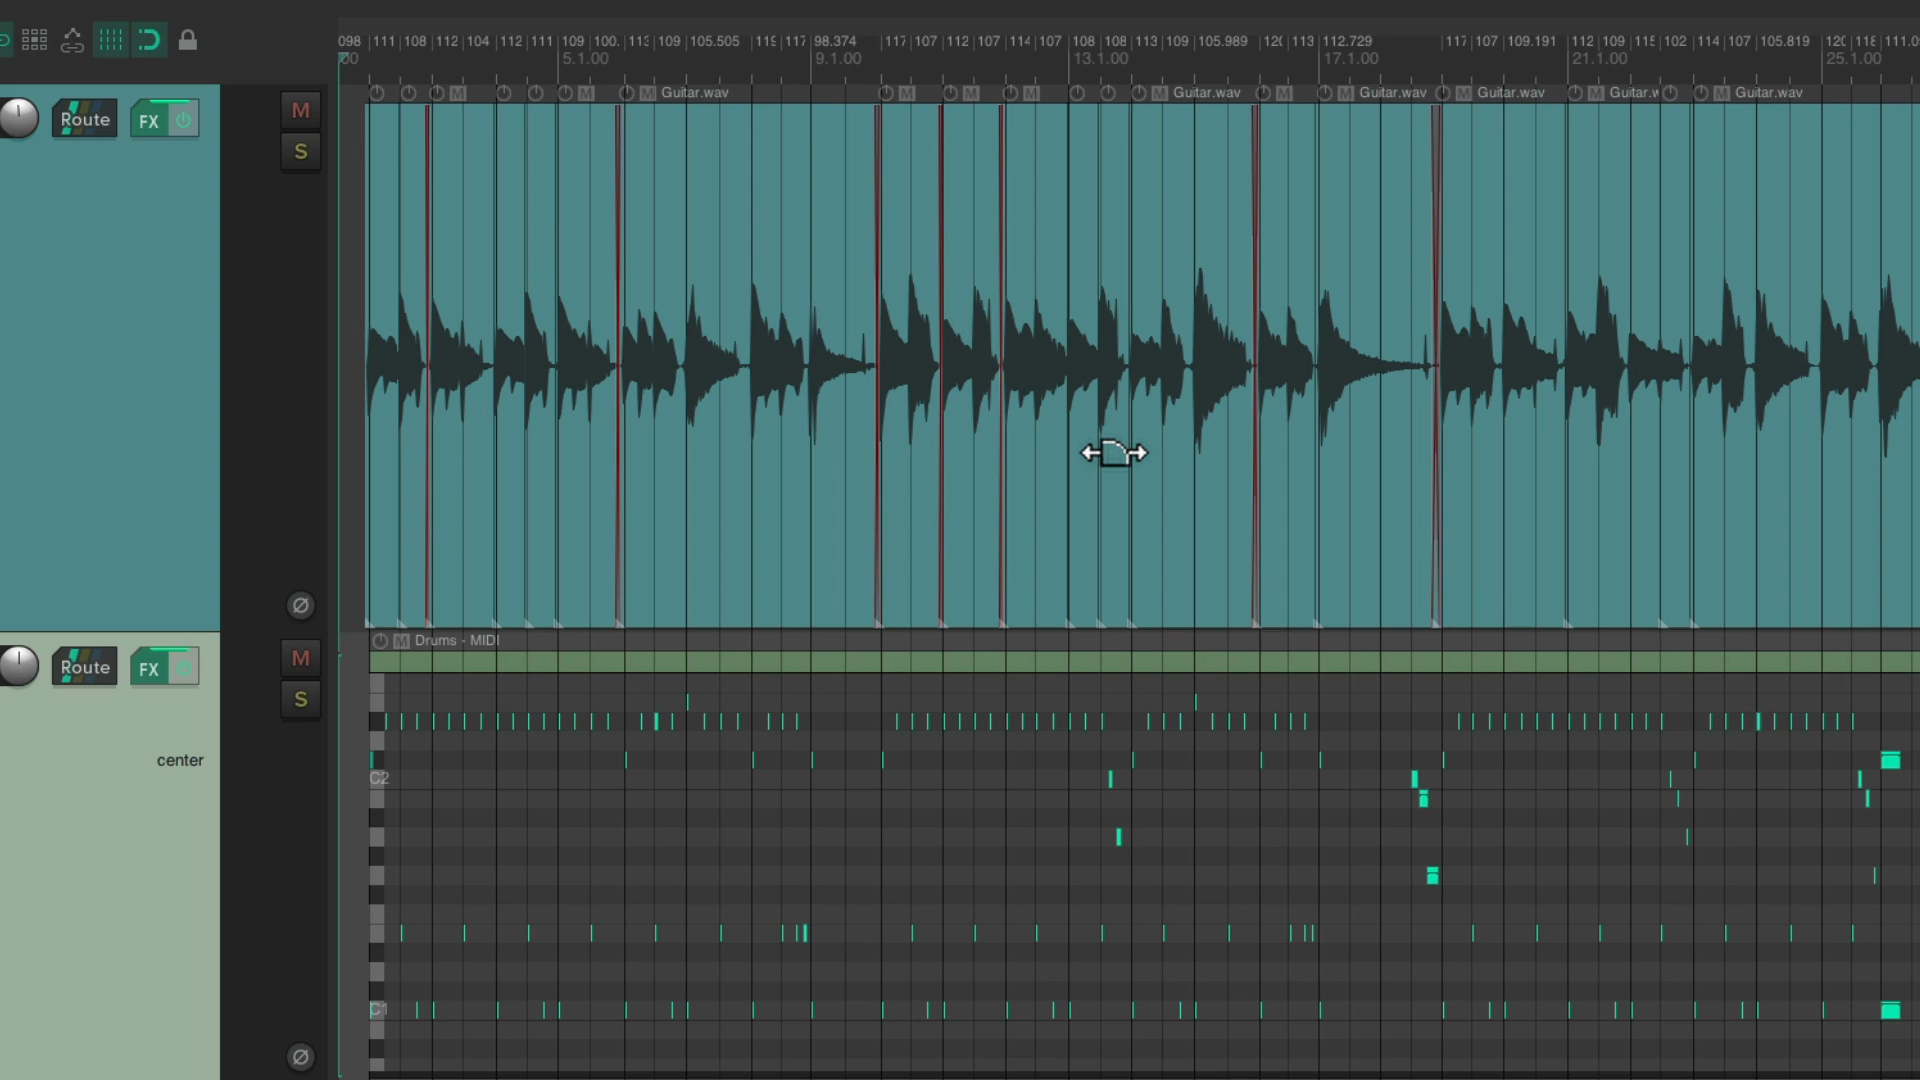 098 111 108 112 104 112 111 109 100. 113 109 105.505 119 117 98.374 117 107 112 107 114 107 108 108 113 109 105.989 120 113 112.729 117 107 109.191 112 109 115 102 114 107 105.819 120 116 111.09
00 5.1.00 9.1.00 13.1.00 17.1.00 21.1.00 25.1.00
M M Guitar.wav M M M M Guitar.wav M M Guitar.wav M Guitar.wav M Guitar.w M Guitar.wav
Route FX M
S
M Drums - MIDI
Route FX M
S
center
C2
C1